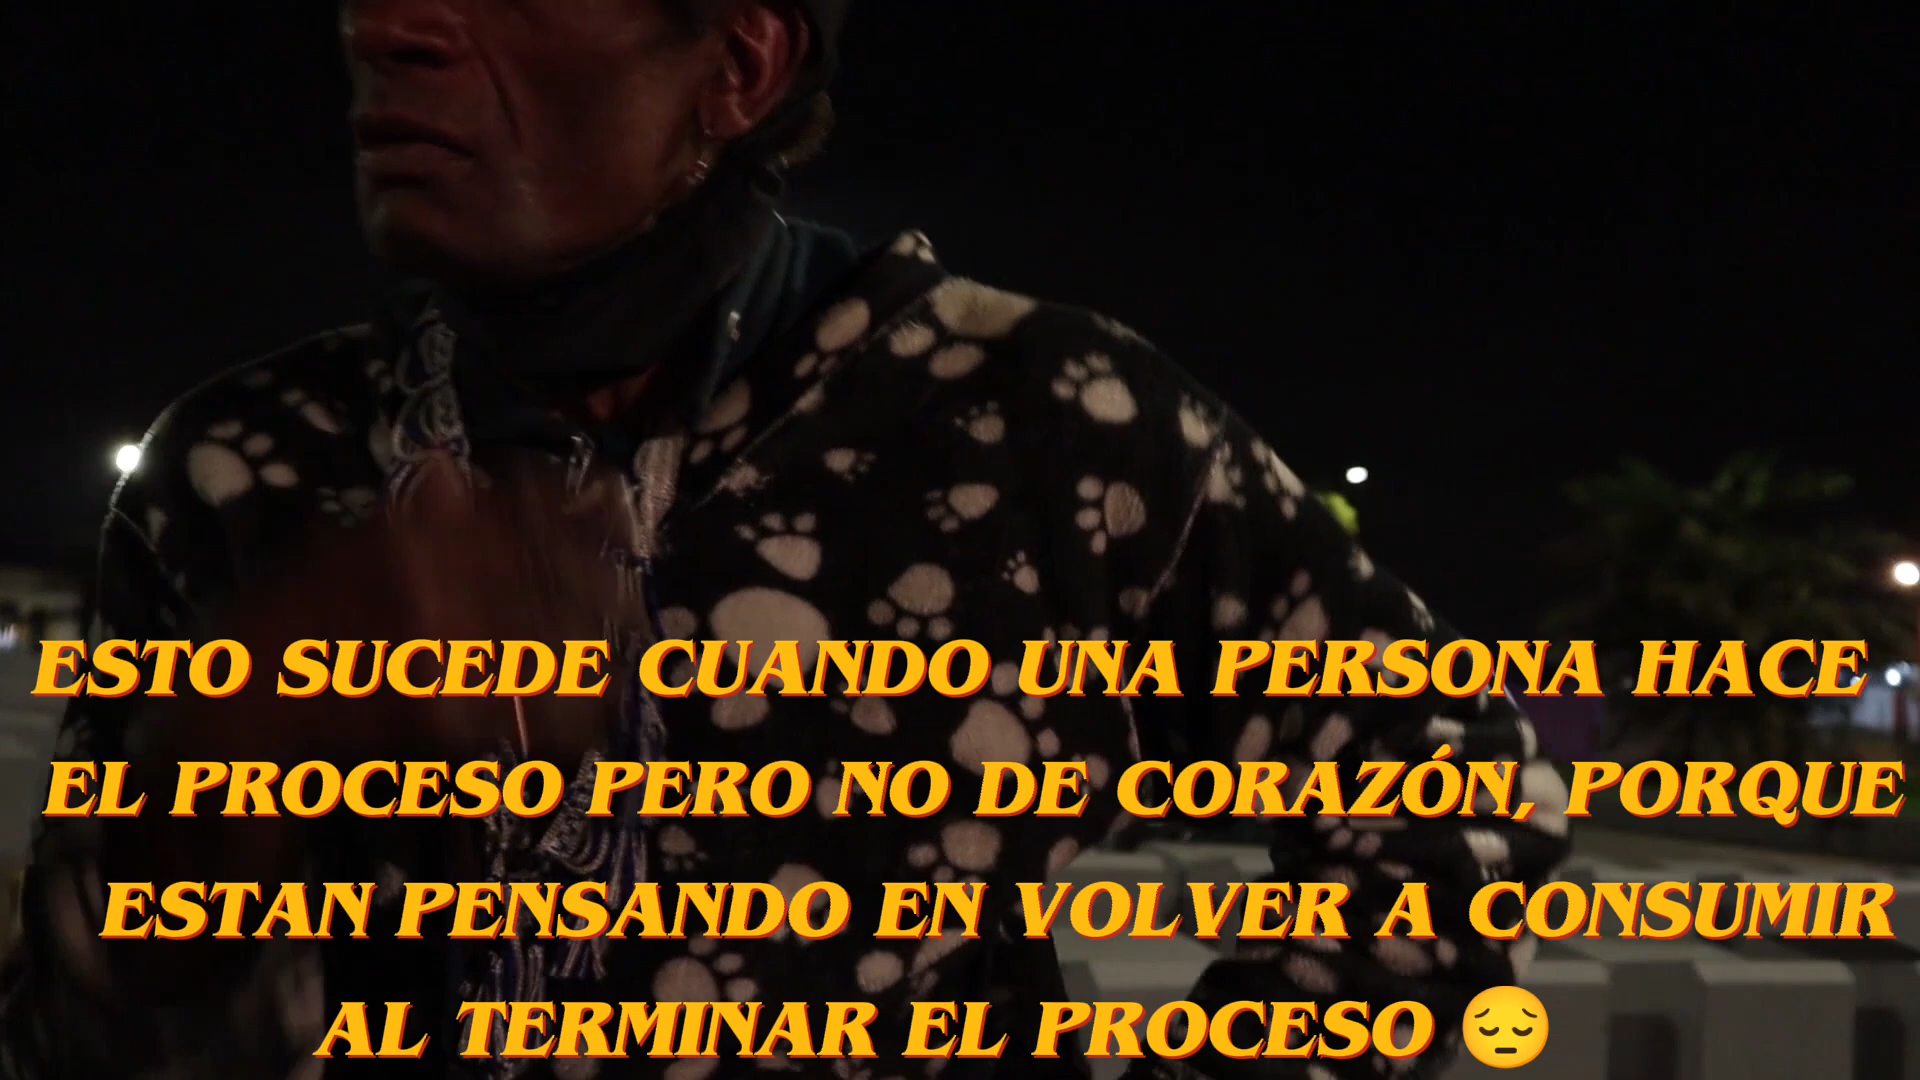 ESTO SUCEDE CUANDO UNA PERSONA HACE
EL PROCESO PERO NO DE CORAZÓN, PORQUE
ESTAN PENSANDO EN VOLVER A CONSUMIR
AL TERMINAR EL PROCESO 😔